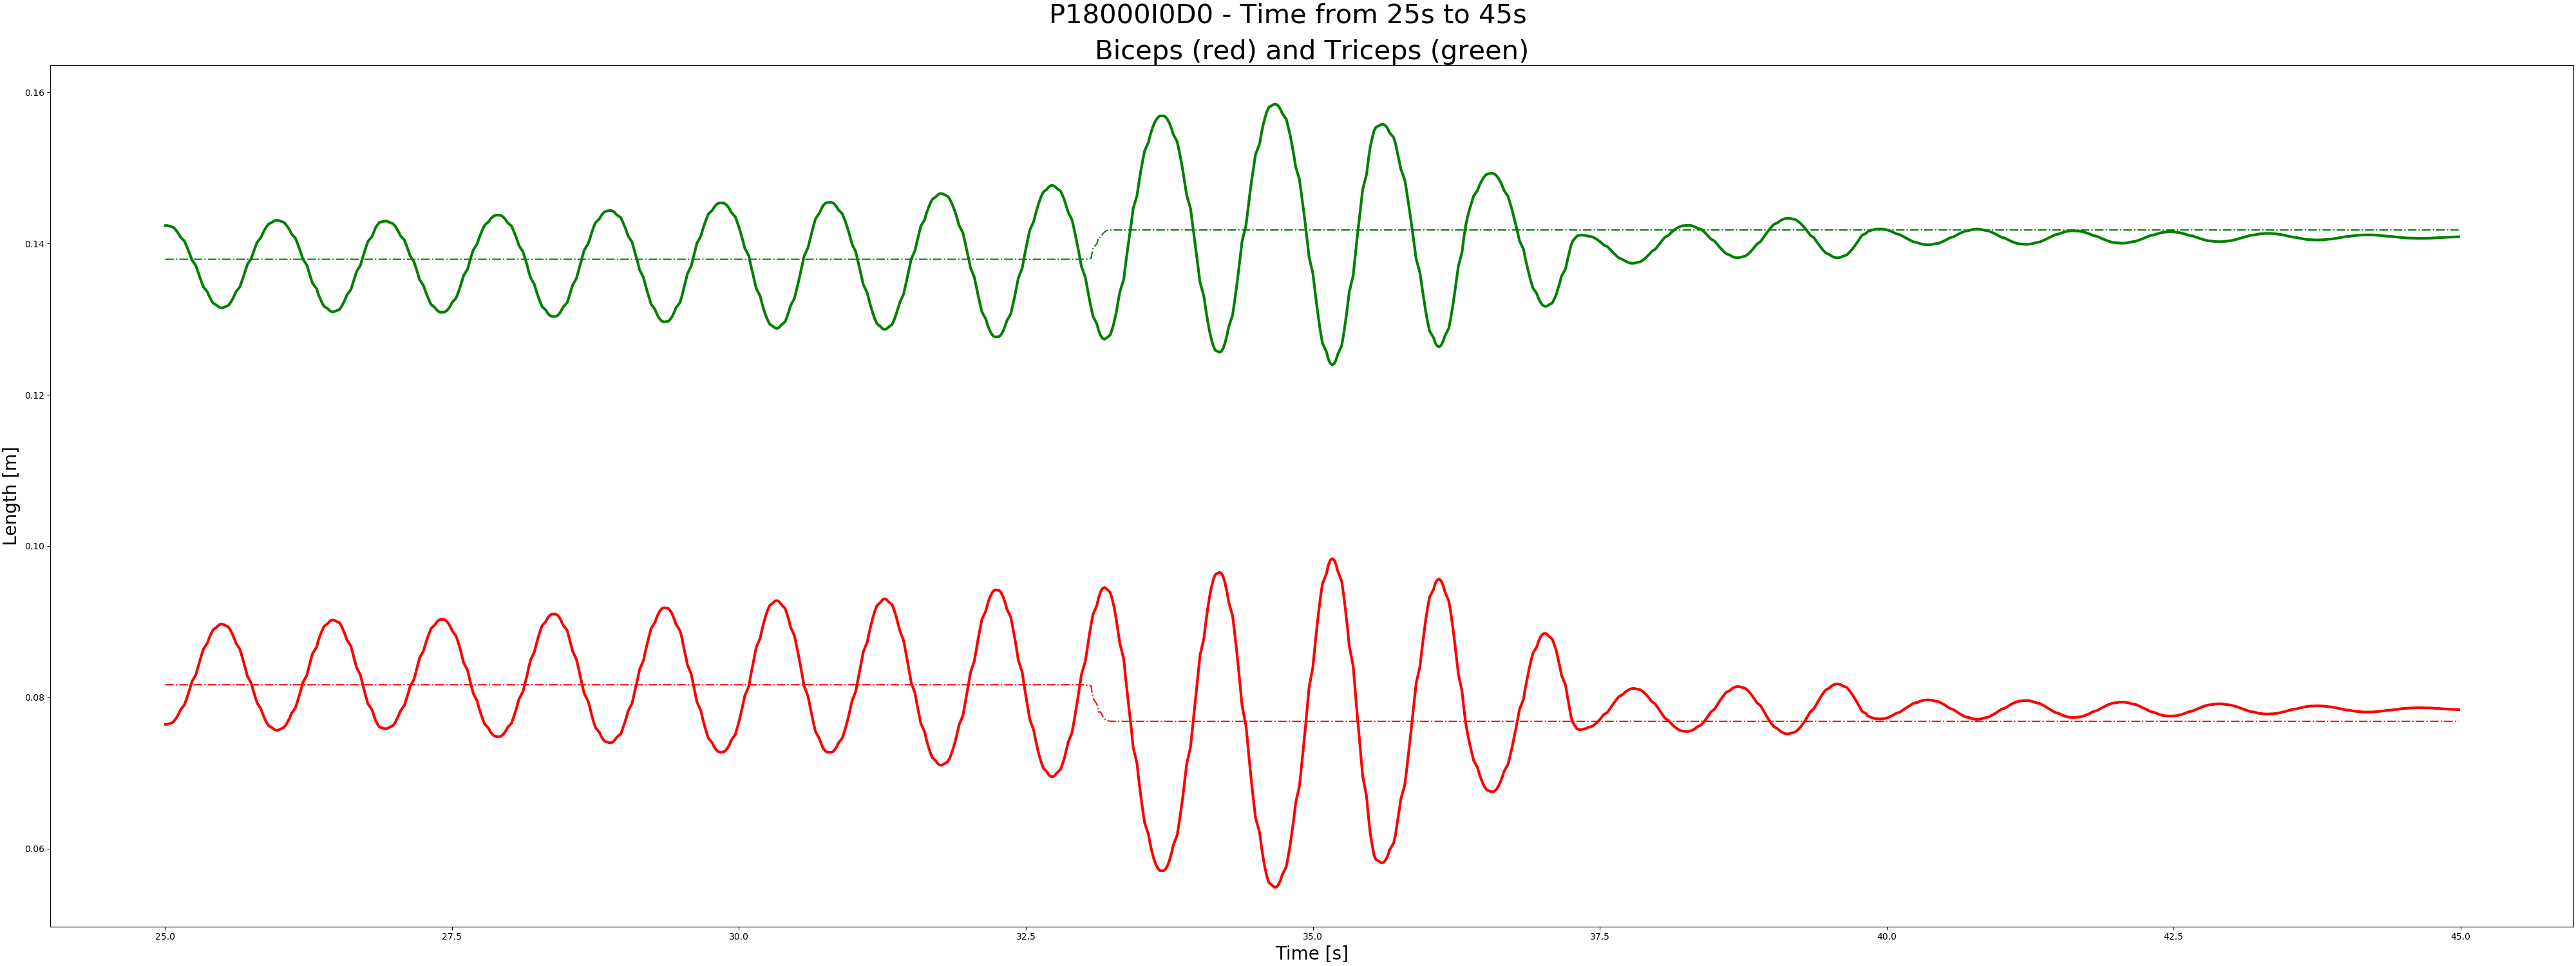 P18000I0D0 - Time from 25s to 45s
Biceps (red) and Triceps (green)
0.16
0.14
0.12
0.10
0.08
0.06
Length [m]
25.0 27.5 30.0 32.5 35.0 37.5 40.0 42.5 45.0
Time [s]